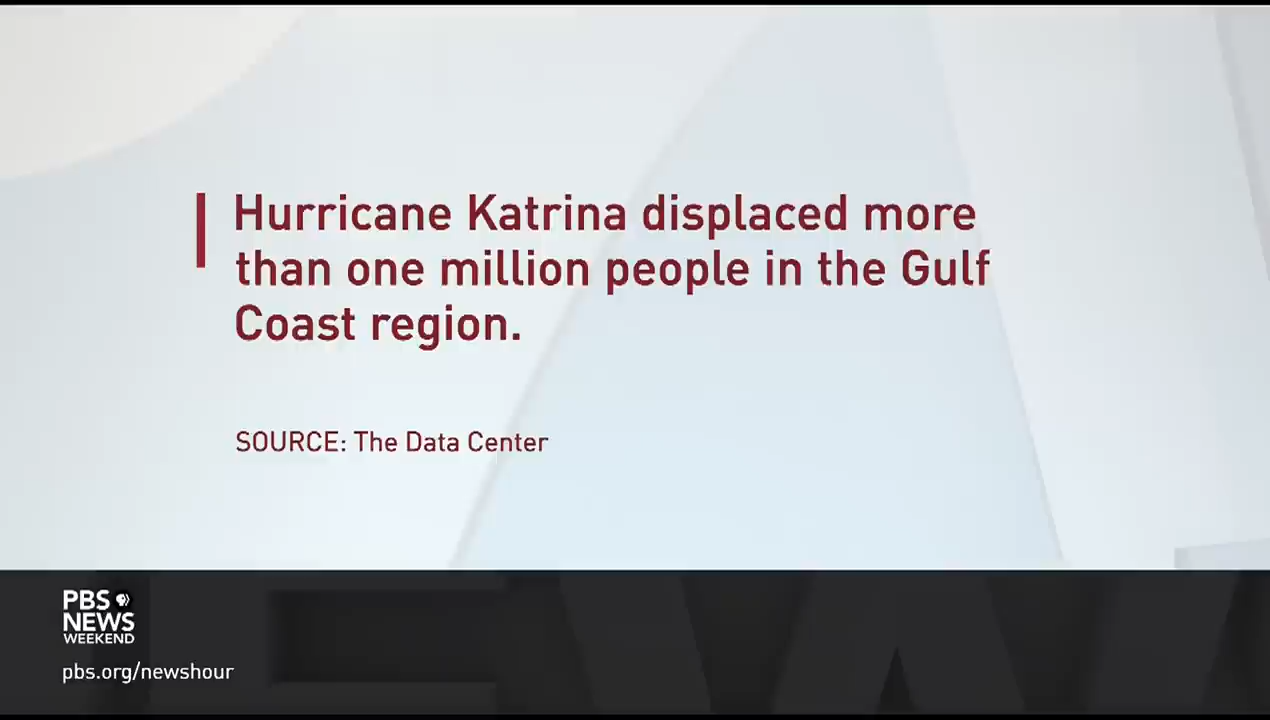 Hurricane Katrina displaced more
than one million people in the Gulf
Coast region.
SOURCE: The Data Center
PBS
NEWS
WEEKEND
pbs.org/newshour